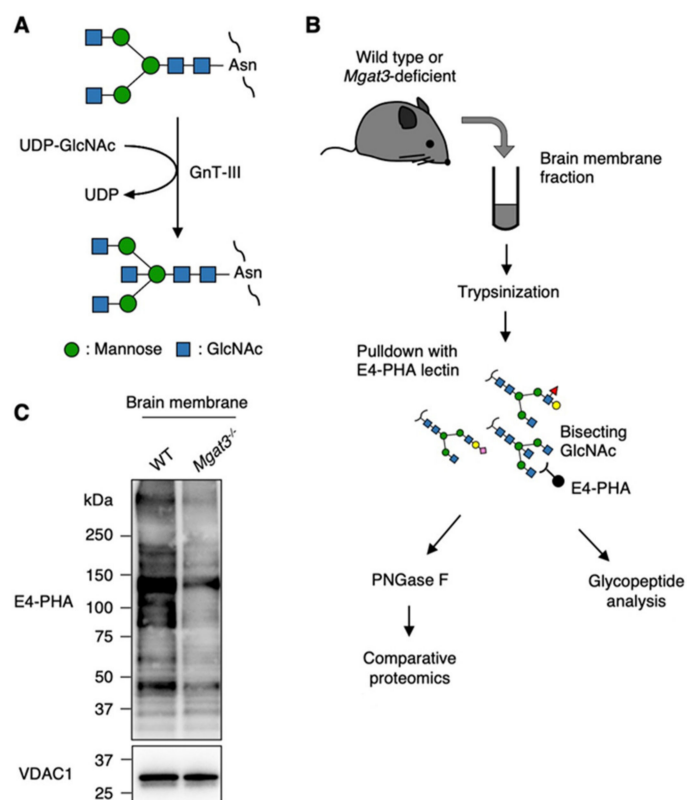 A
Asn
UDP-GlcNAc
GnT-III
UDP
Asn
: Mannose
: GlcNAc
B
Wild type or
Mgat3-deficient
Brain membrane
fraction
Trypsinization
Pulldown with
E4-PHA lectin
Bisecting
GlcNAc
E4-PHA
PNGase F
Glycopeptide
analysis
Comparative
proteomics
C
Brain membrane
WT
Mgat3-/-
kDa
250
150
E4-PHA
100
75
50
37
VDAC1
37
25